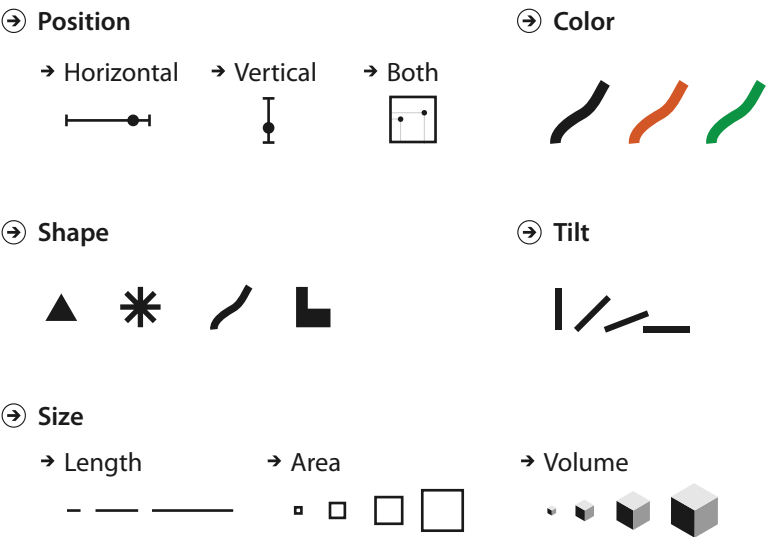 Position
Color
Horizontal
Vertical
Both
Shape
Tilt
Size
Length
Area
Volume